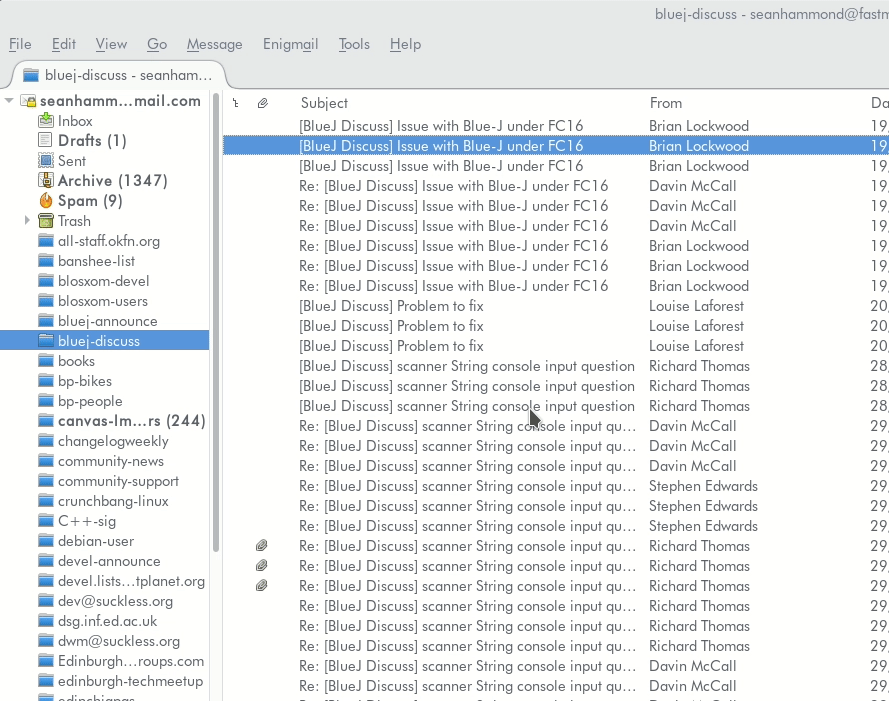 bluej-discuss - seanhammond@fastm
File Edit View Go Message Enigmail Tools Help
bluej-discuss - seanham…
seanhamm…mail.com
Inbox
Drafts (1)
Sent
Archive (1347)
Spam (9)
Trash
all-staff.okfn.org
banshee-list
blosxom-devel
blosxom-users
bluej-announce
bluej-discuss
books
bp-bikes
bp-people
canvas-lm…rs (244)
changelogweekly
community-news
community-support
crunchbang-linux
C++-sig
debian-user
devel-announce
devel.lists…tplanet.org
dev@suckless.org
dsg.inf.ed.ac.uk
dwm@suckless.org
Edinburgh…roups.com
edinburgh-techmeetup
edinchiapas
Subject From Da
[BlueJ Discuss] Issue with Blue-J under FC16 Brian Lockwood 19,
[BlueJ Discuss] Issue with Blue-J under FC16 Brian Lockwood 19,
[BlueJ Discuss] Issue with Blue-J under FC16 Brian Lockwood 19,
Re: [BlueJ Discuss] Issue with Blue-J under FC16 Davin McCall 19,
Re: [BlueJ Discuss] Issue with Blue-J under FC16 Davin McCall 19,
Re: [BlueJ Discuss] Issue with Blue-J under FC16 Davin McCall 19,
Re: [BlueJ Discuss] Issue with Blue-J under FC16 Brian Lockwood 19,
Re: [BlueJ Discuss] Issue with Blue-J under FC16 Brian Lockwood 19,
Re: [BlueJ Discuss] Issue with Blue-J under FC16 Brian Lockwood 19,
[BlueJ Discuss] Problem to fix Louise Laforest 20,
[BlueJ Discuss] Problem to fix Louise Laforest 20,
[BlueJ Discuss] Problem to fix Louise Laforest 20,
[BlueJ Discuss] scanner String console input question Richard Thomas 28,
[BlueJ Discuss] scanner String console input question Richard Thomas 28,
[BlueJ Discuss] scanner String console input question Richard Thomas 28,
Re: [BlueJ Discuss] scanner String console input qu… Davin McCall 29,
Re: [BlueJ Discuss] scanner String console input qu… Davin McCall 29,
Re: [BlueJ Discuss] scanner String console input qu… Davin McCall 29,
Re: [BlueJ Discuss] scanner String console input qu… Stephen Edwards 29,
Re: [BlueJ Discuss] scanner String console input qu… Stephen Edwards 29,
Re: [BlueJ Discuss] scanner String console input qu… Stephen Edwards 29,
Re: [BlueJ Discuss] scanner String console input qu… Richard Thomas 29,
Re: [BlueJ Discuss] scanner String console input qu… Richard Thomas 29,
Re: [BlueJ Discuss] scanner String console input qu… Richard Thomas 29,
Re: [BlueJ Discuss] scanner String console input qu… Richard Thomas 29,
Re: [BlueJ Discuss] scanner String console input qu… Richard Thomas 29,
Re: [BlueJ Discuss] scanner String console input qu… Richard Thomas 29,
Re: [BlueJ Discuss] scanner String console input qu… Davin McCall 29,
Re: [BlueJ Discuss] scanner String console input qu… Davin McCall 29,